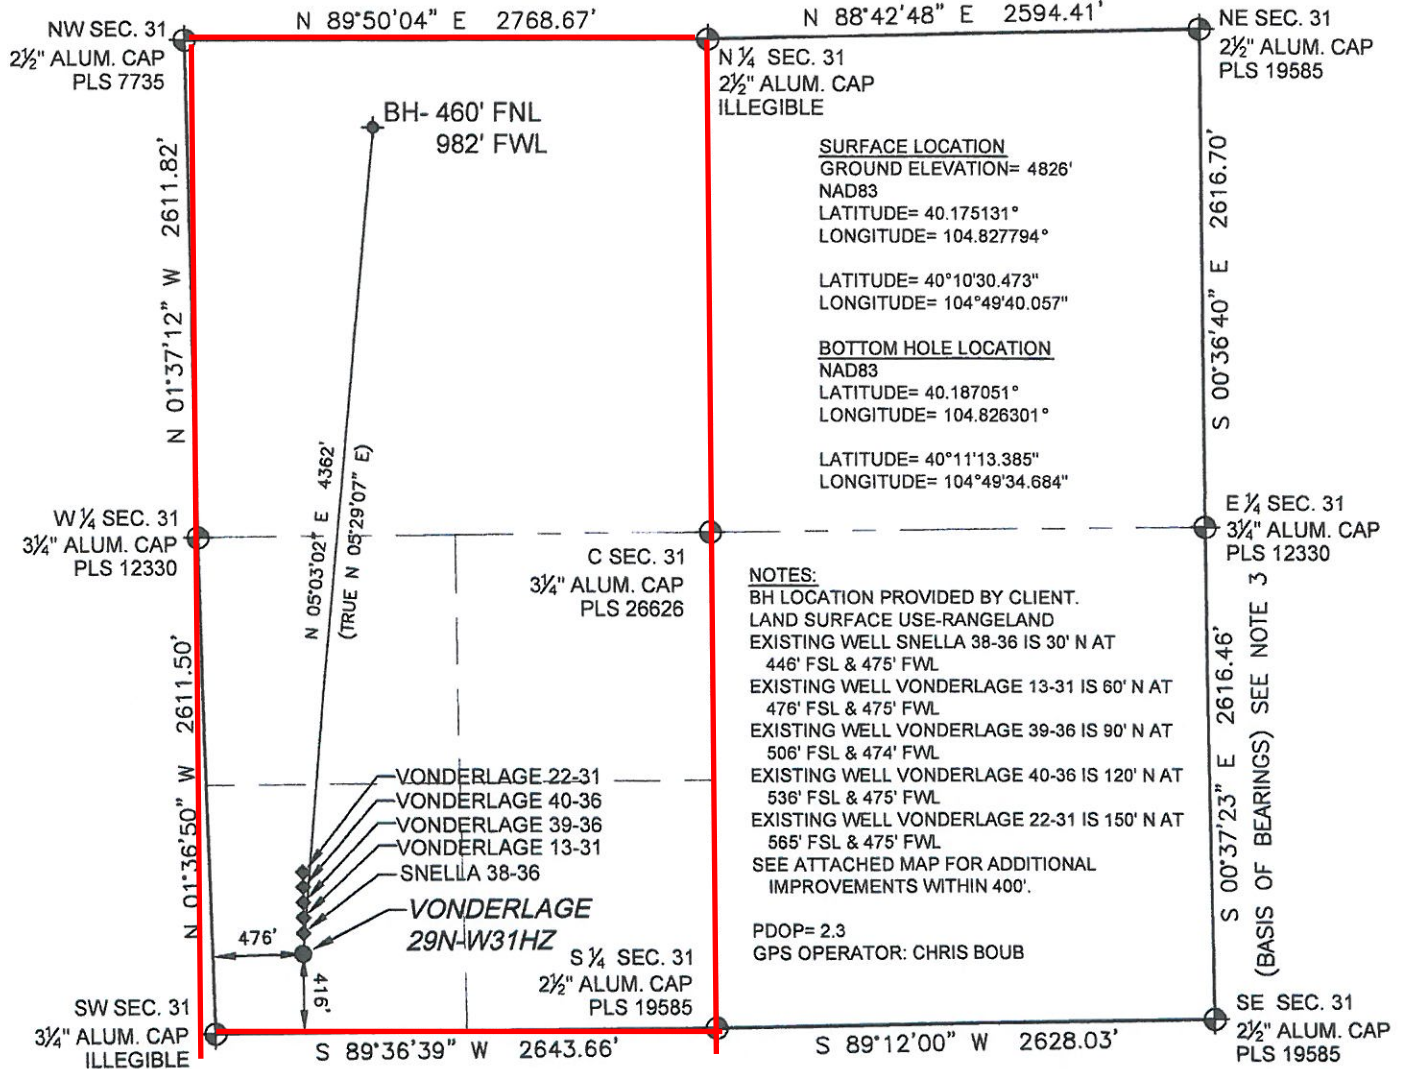 N 89°50'04" E 2768.67'
N 88°42'48" E 2594.41'
NW SEC. 31
2½" ALUM. CAP
PLS 7735
NE SEC. 31
2½" ALUM. CAP
PLS 19585
N ¼ SEC. 31
2½" ALUM. CAP
ILLEGIBLE
BH- 460' FNL
982' FWL
N 01°37'12" W 2611.82'
S 00°36'40" E 2616.70'
SURFACE LOCATION
GROUND ELEVATION= 4826'
NAD83
LATITUDE= 40.175131°
LONGITUDE= 104.827794°
LATITUDE= 40°10'30.473"
LONGITUDE= 104°49'40.057"
BOTTOM HOLE LOCATION
NAD83
LATITUDE= 40.187051°
LONGITUDE= 104.826301°
LATITUDE= 40°11'13.385"
LONGITUDE= 104°49'34.684"
N 05°03'02" E 4362'
(TRUE N 05°29'07" E)
W ¼ SEC. 31
3¼" ALUM. CAP
PLS 12330
C SEC. 31
3¼" ALUM. CAP
PLS 26626
E ¼ SEC. 31
3¼" ALUM. CAP
PLS 12330
NOTES:
BH LOCATION PROVIDED BY CLIENT.
LAND SURFACE USE-RANGELAND
EXISTING WELL SNELLA 38-36 IS 30' N AT
446' FSL & 475' FWL
EXISTING WELL VONDERLAGE 13-31 IS 60' N AT
476' FSL & 475' FWL
EXISTING WELL VONDERLAGE 39-36 IS 90' N AT
506' FSL & 474' FWL
EXISTING WELL VONDERLAGE 40-36 IS 120' N AT
536' FSL & 475' FWL
EXISTING WELL VONDERLAGE 22-31 IS 150' N AT
565' FSL & 475' FWL
SEE ATTACHED MAP FOR ADDITIONAL
IMPROVEMENTS WITHIN 400'.
PDOP= 2.3
GPS OPERATOR: CHRIS BOUB
N 01°36'50" W 2611.50'
S 00°37'23" E 2616.46'
(BASIS OF BEARINGS) SEE NOTE 3
VONDERLAGE 22-31
VONDERLAGE 40-36
VONDERLAGE 39-36
VONDERLAGE 13-31
SNELLA 38-36
VONDERLAGE
29N-W31HZ
476'
416'
S ¼ SEC. 31
2½" ALUM. CAP
PLS 19585
SW SEC. 31
3¼" ALUM. CAP
ILLEGIBLE
SE SEC. 31
2½" ALUM. CAP
PLS 19585
S 89°36'39" W 2643.66'
S 89°12'00" W 2628.03'